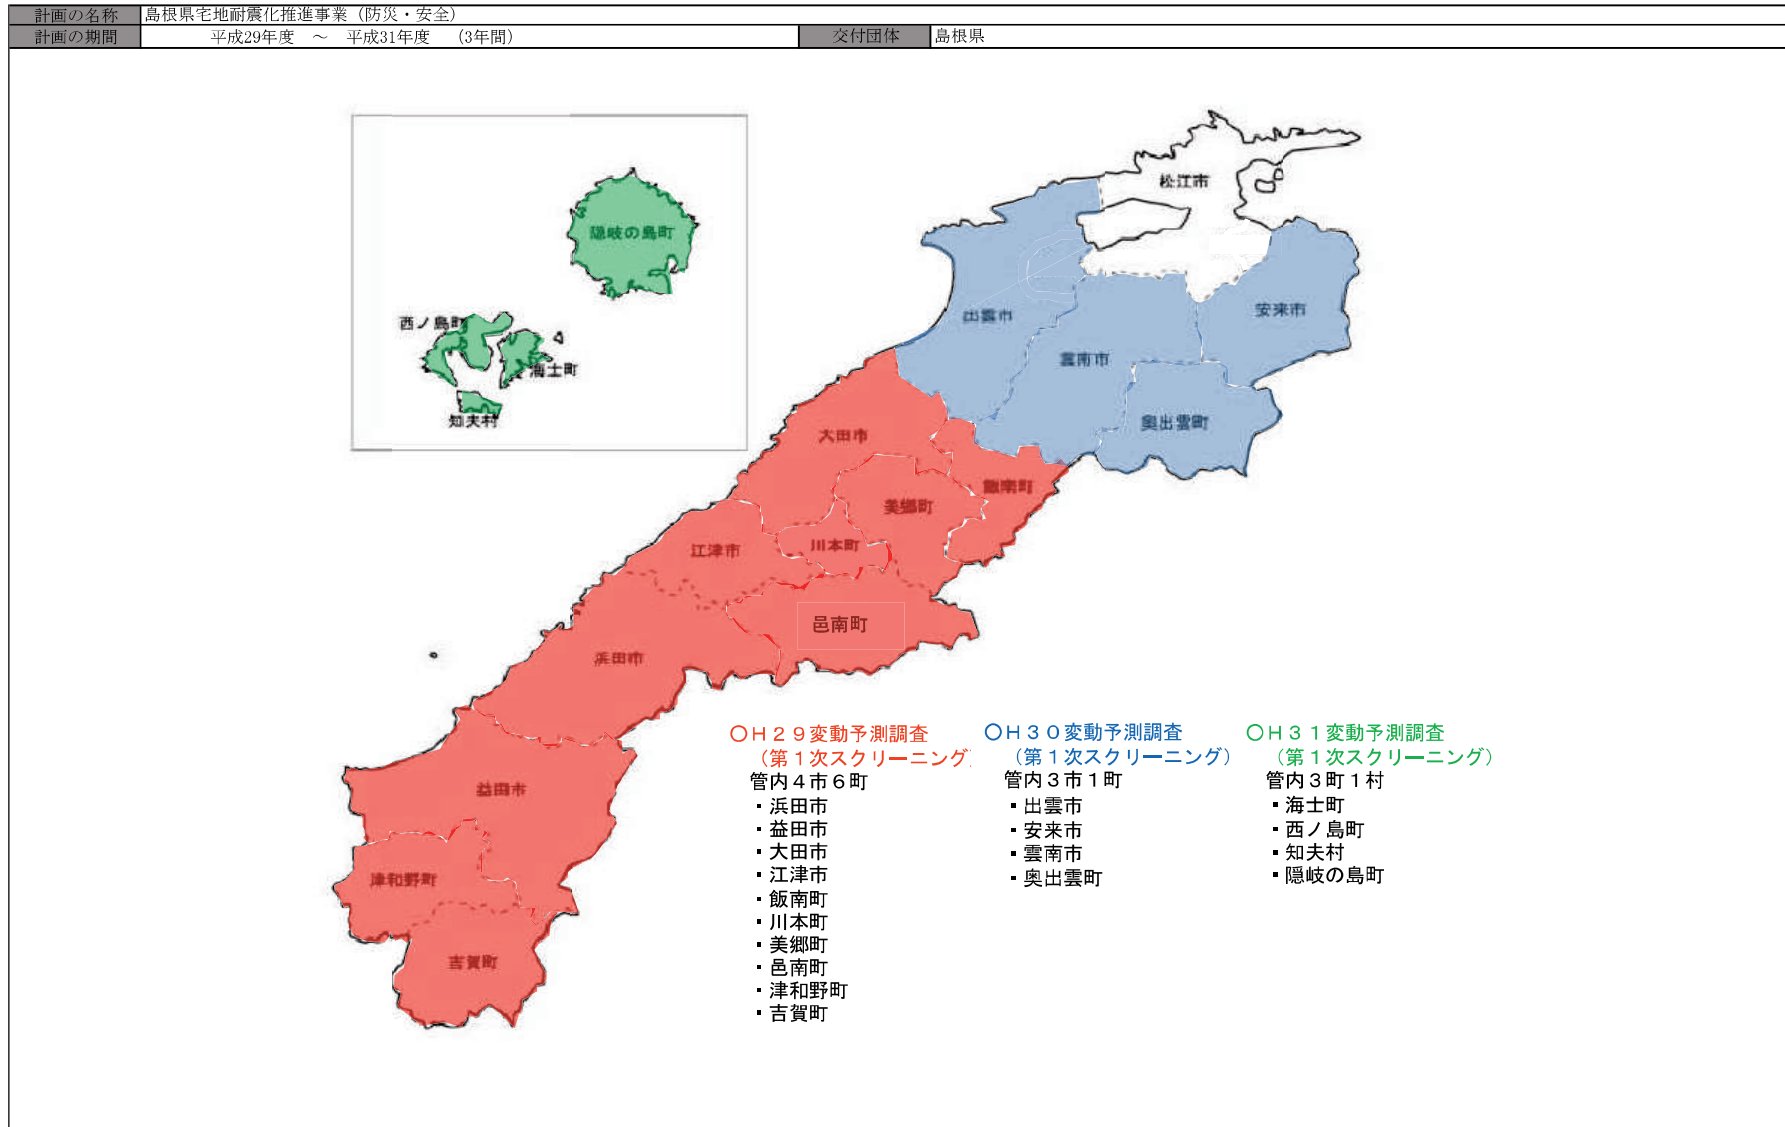 計画の名称 島根県宅地耐震化推進事業（防災・安全）
計画の期間 平成29年度 ～ 平成31年度 （3年間） 交付団体 島根県
松江市
隠岐の島町
西ノ島町
海士町
知夫村
出雲市
安来市
雲南市
奥出雲町
大田市
飯南町
美郷町
川本町
江津市
邑南町
浜田市
益田市
津和野町
吉賀町
〇Ｈ２９変動予測調査
（第１次スクリーニング
管内４市６町
・浜田市
・益田市
・大田市
・江津市
・飯南町
・川本町
・美郷町
・邑南町
・津和野町
・吉賀町
〇Ｈ３０変動予測調査
（第１次スクリーニング）
管内３市１町
・出雲市
・安来市
・雲南市
・奥出雲町
〇Ｈ３１変動予測調査
（第１次スクリーニング）
管内３町１村
・海士町
・西ノ島町
・知夫村
・隠岐の島町